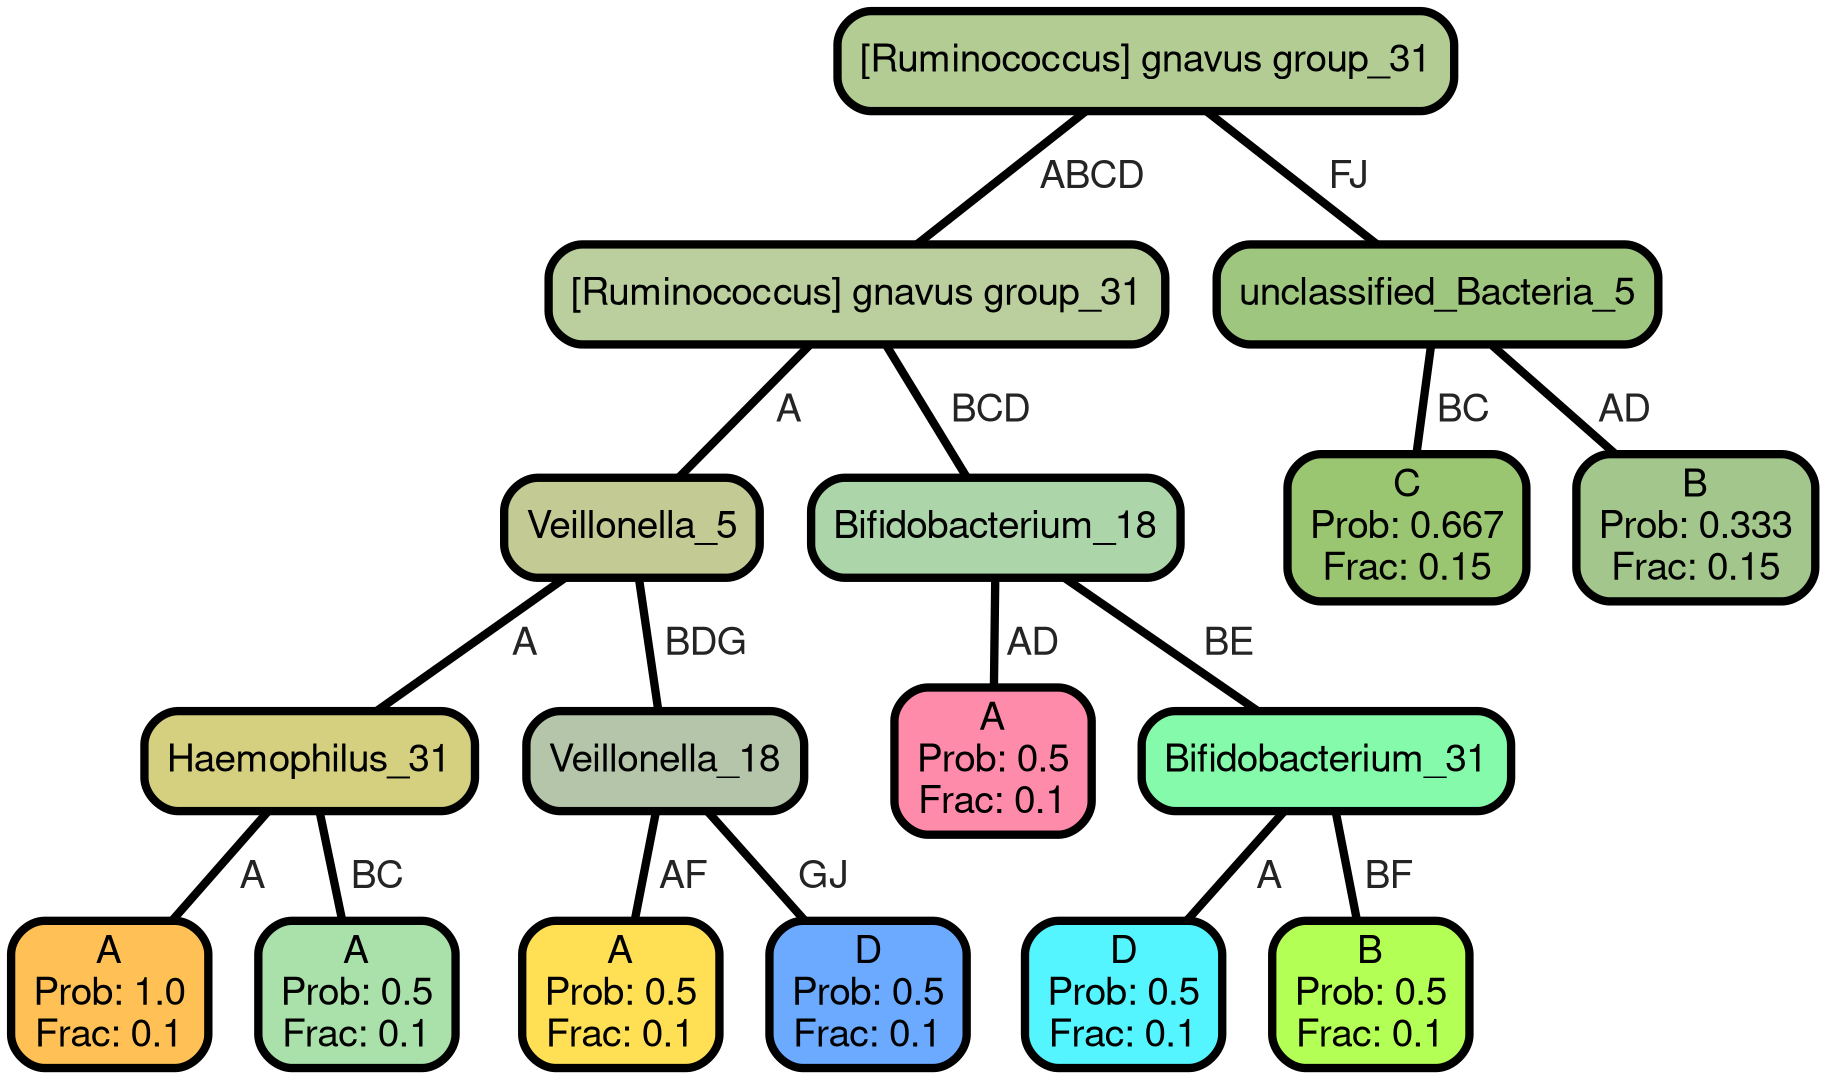 [Ruminococcus] gnavus group_31
ABCD
FJ
[Ruminococcus] gnavus group_31
unclassified_Bacteria_5
A
BCD
BC
AD
Veillonella_5
Bifidobacterium_18
C
Prob: 0.667
Frac: 0.15
B
Prob: 0.333
Frac: 0.15
A
BDG
AD
BE
Haemophilus_31
Veillonella_18
A
Prob: 0.5
Frac: 0.1
Bifidobacterium_31
A
BC
AF
GJ
A
BF
A
Prob: 1.0
Frac: 0.1
A
Prob: 0.5
Frac: 0.1
A
Prob: 0.5
Frac: 0.1
D
Prob: 0.5
Frac: 0.1
D
Prob: 0.5
Frac: 0.1
B
Prob: 0.5
Frac: 0.1